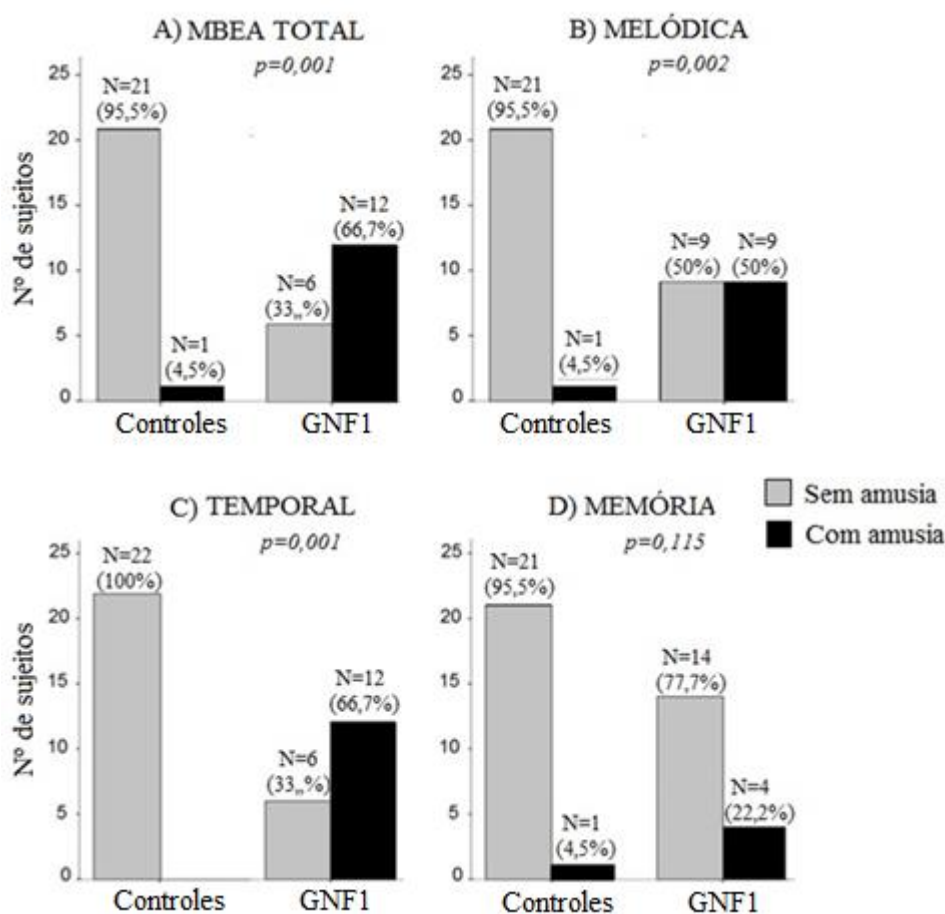 A) MBEA TOTAL
p=0,001
Nº de sujeitos
25
20
15
10
5
0
N=21
(95,5%)
N=1
(4,5%)
N=6
(33,,%)
N=12
(66,7%)
Controles
GNF1
B) MELÓDICA
p=0,002
25
20
15
10
5
0
N=21
(95,5%)
N=1
(4,5%)
N=9
(50%)
N=9
(50%)
Controles
GNF1
Sem amusia
Com amusia
C) TEMPORAL
p=0,001
Nº de sujeitos
25
20
15
10
5
0
N=22
(100%)
N=6
(33,,%)
N=12
(66,7%)
Controles
GNF1
D) MEMÓRIA
p=0,115
25
20
15
10
5
0
N=21
(95,5%)
N=1
(4,5%)
N=14
(77,7%)
N=4
(22,2%)
Controles
GNF1